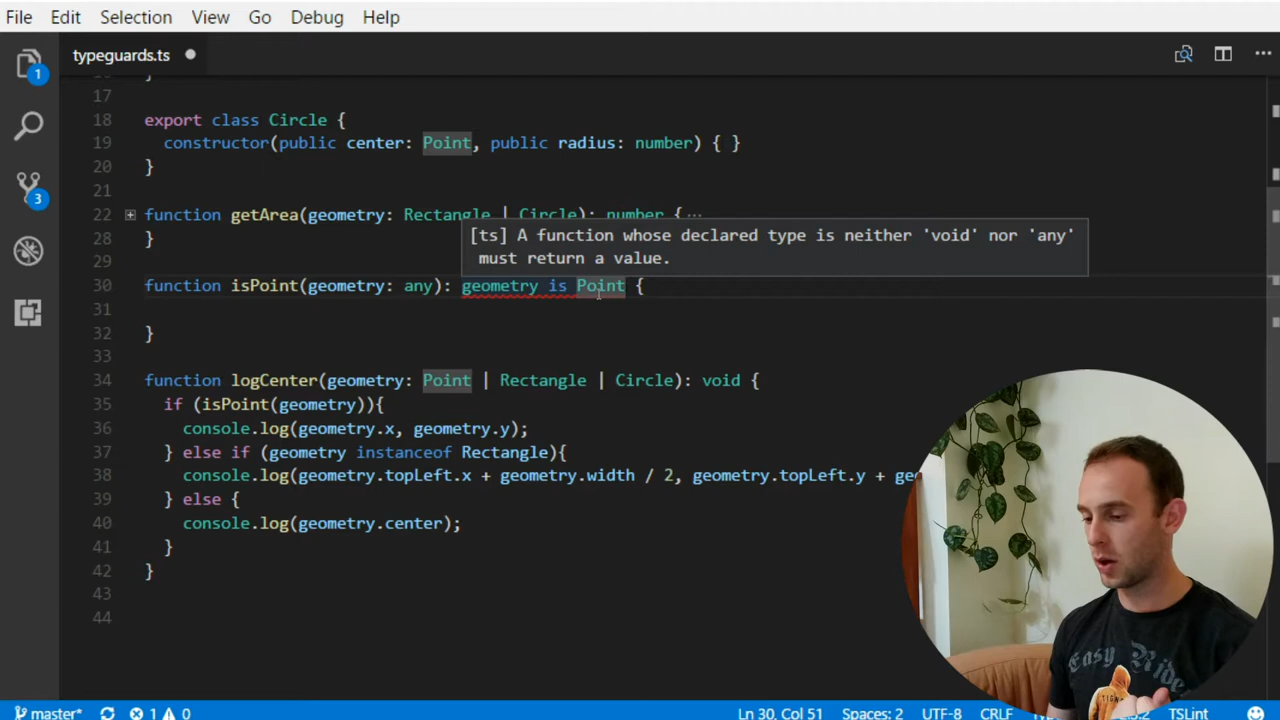 File Edit Selection View Go Debug Help
typeguards.ts
17
18 export class Circle {
19 constructor(public center: Point, public radius: number) { }
20 }
21
22 function getArea(geometry: Rectangle | Circle): number { ...
28 }
29
[ts] A function whose declared type is neither 'void' nor 'any'
must return a value.
30 function isPoint(geometry: any): geometry is Point {
31
32 }
33
34 function logCenter(geometry: Point | Rectangle | Circle): void {
35 if (isPoint(geometry)){
36 console.log(geometry.x, geometry.y);
37 } else if (geometry instanceof Rectangle){
38 console.log(geometry.topLeft.x + geometry.width / 2, geometry.topLeft.y +
39 } else {
40 console.log(geometry.center);
41 }
42 }
43
44
1
3
Easy Rider
master* 1 0 Ln 30, Col 51 Spaces: 2 UTF-8 CRLF TSLint